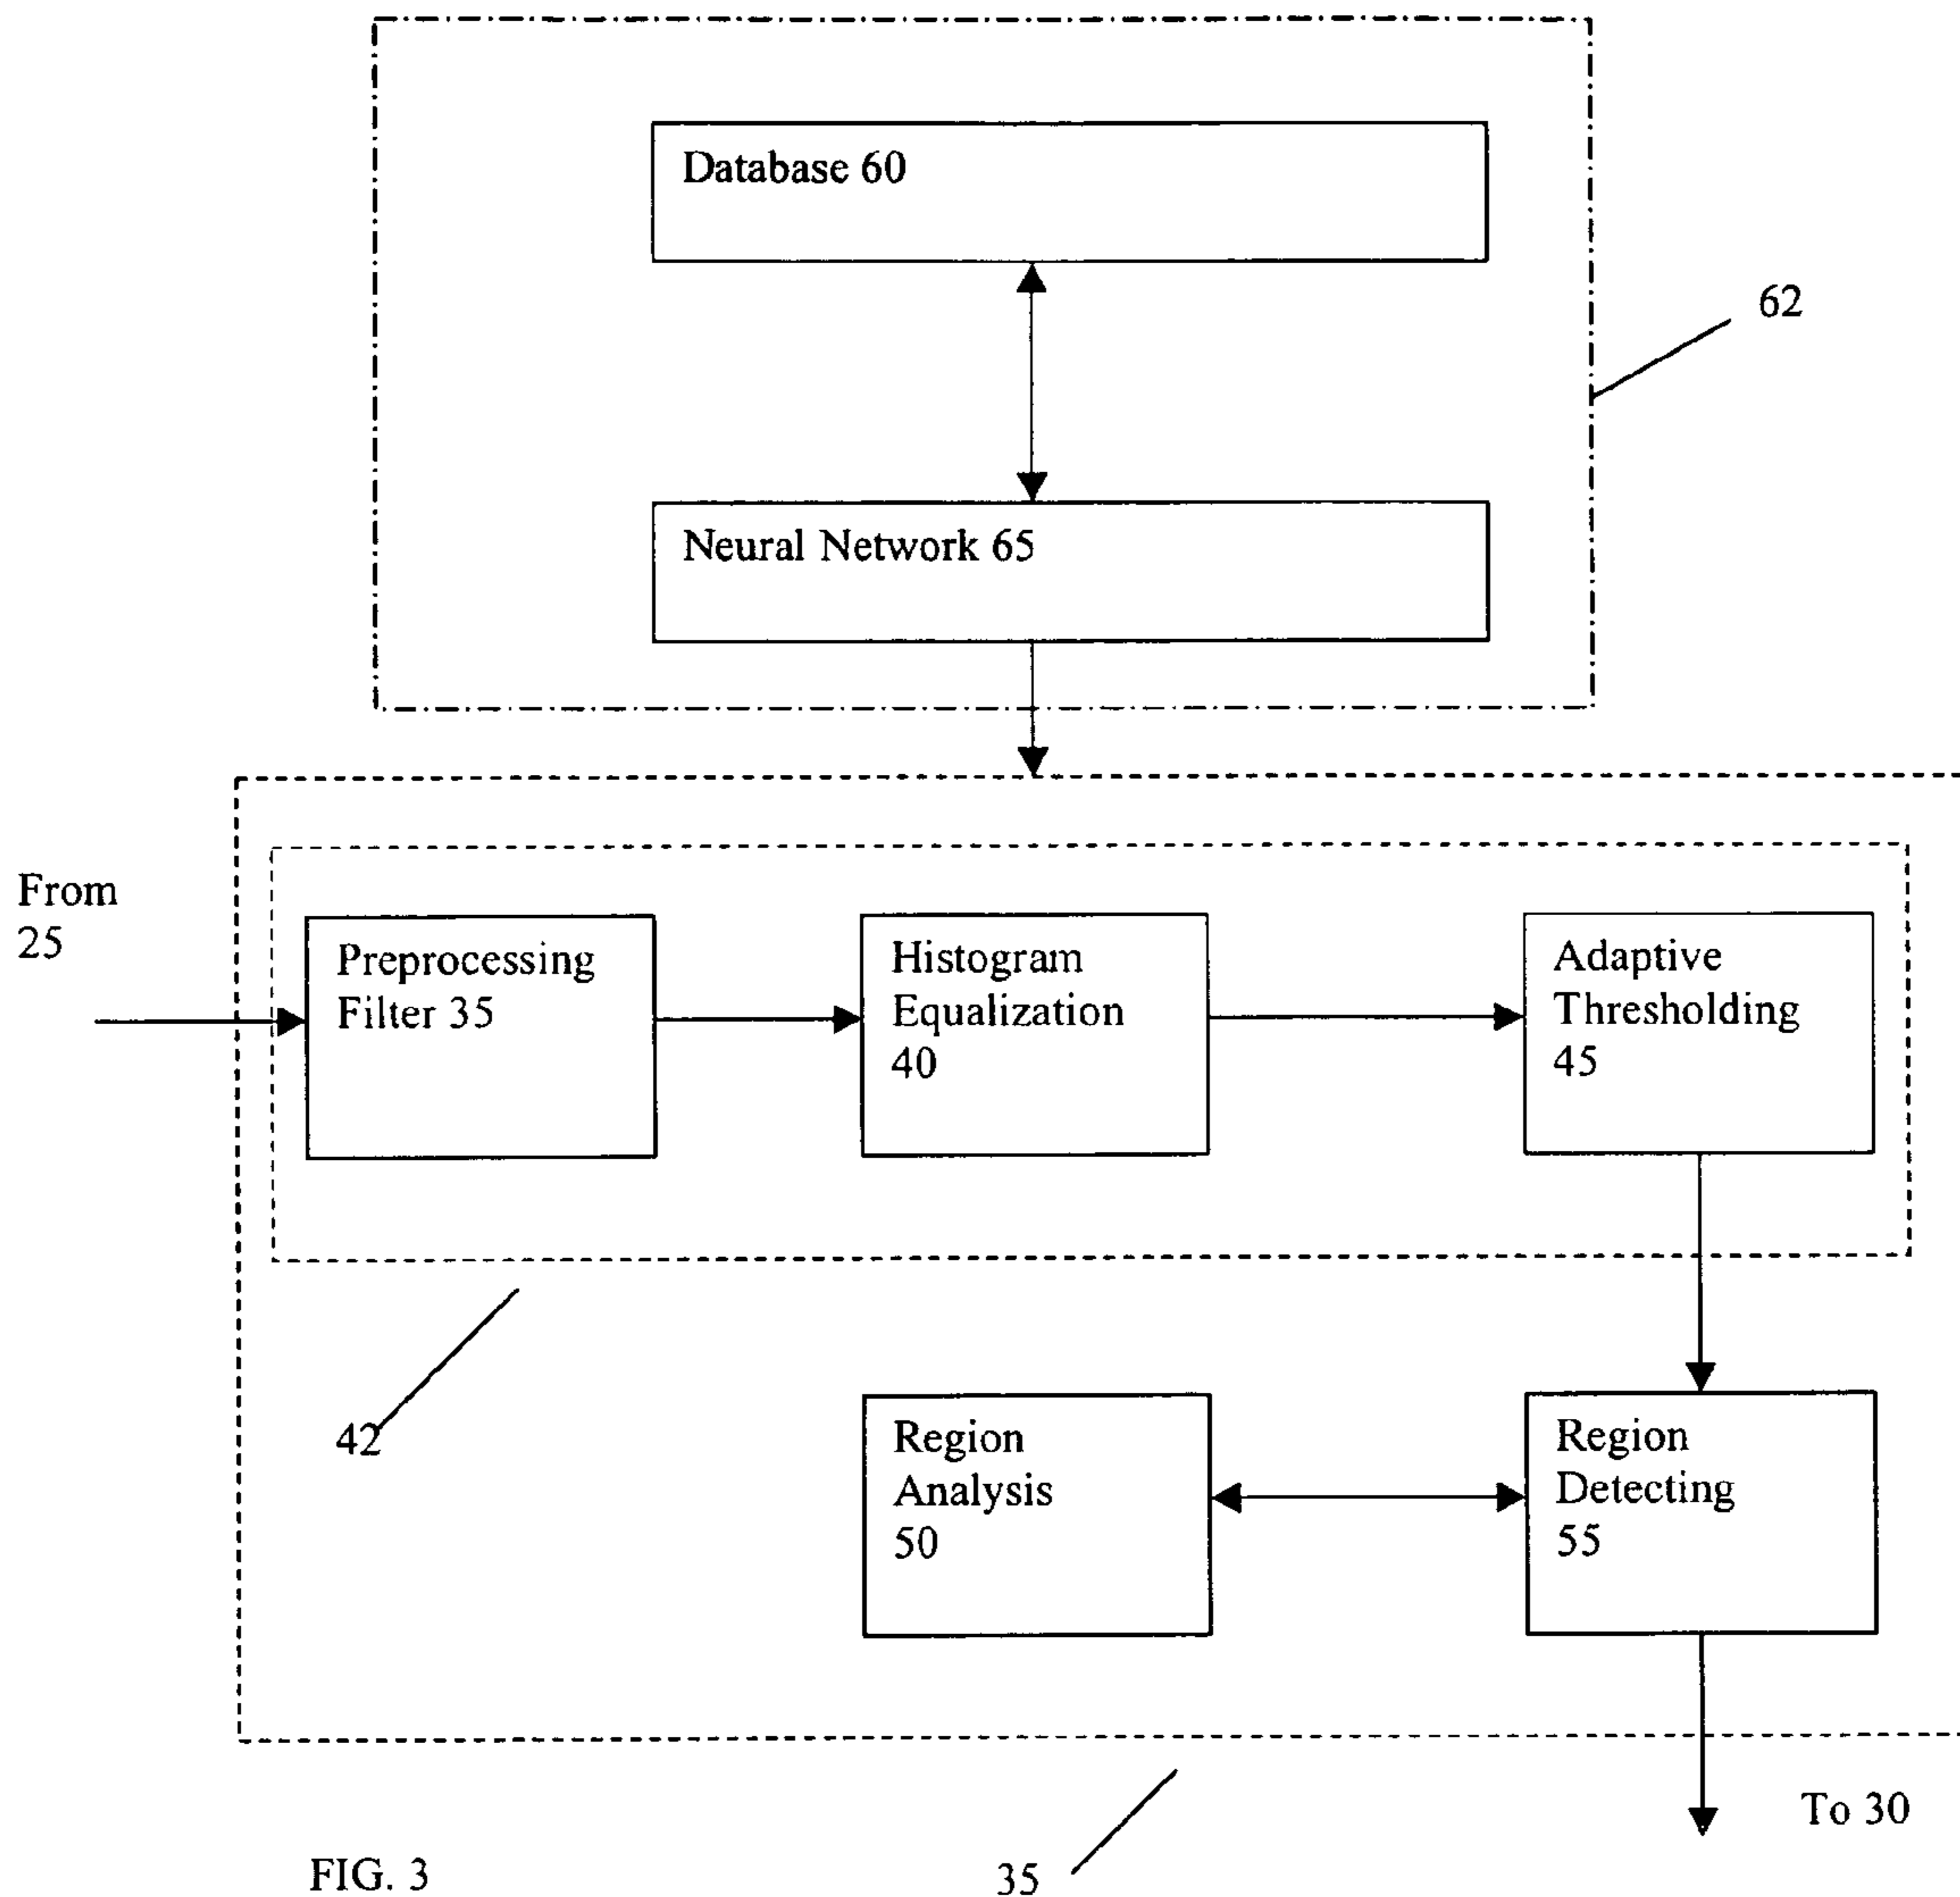 Database 60
62
Neural Network 65
From
25
Preprocessing
Filter 35
Histogram
Equalization
40
Adaptive
Thresholding
45
42
Region
Analysis
50
Region
Detecting
55
To 30
FIG. 3
35